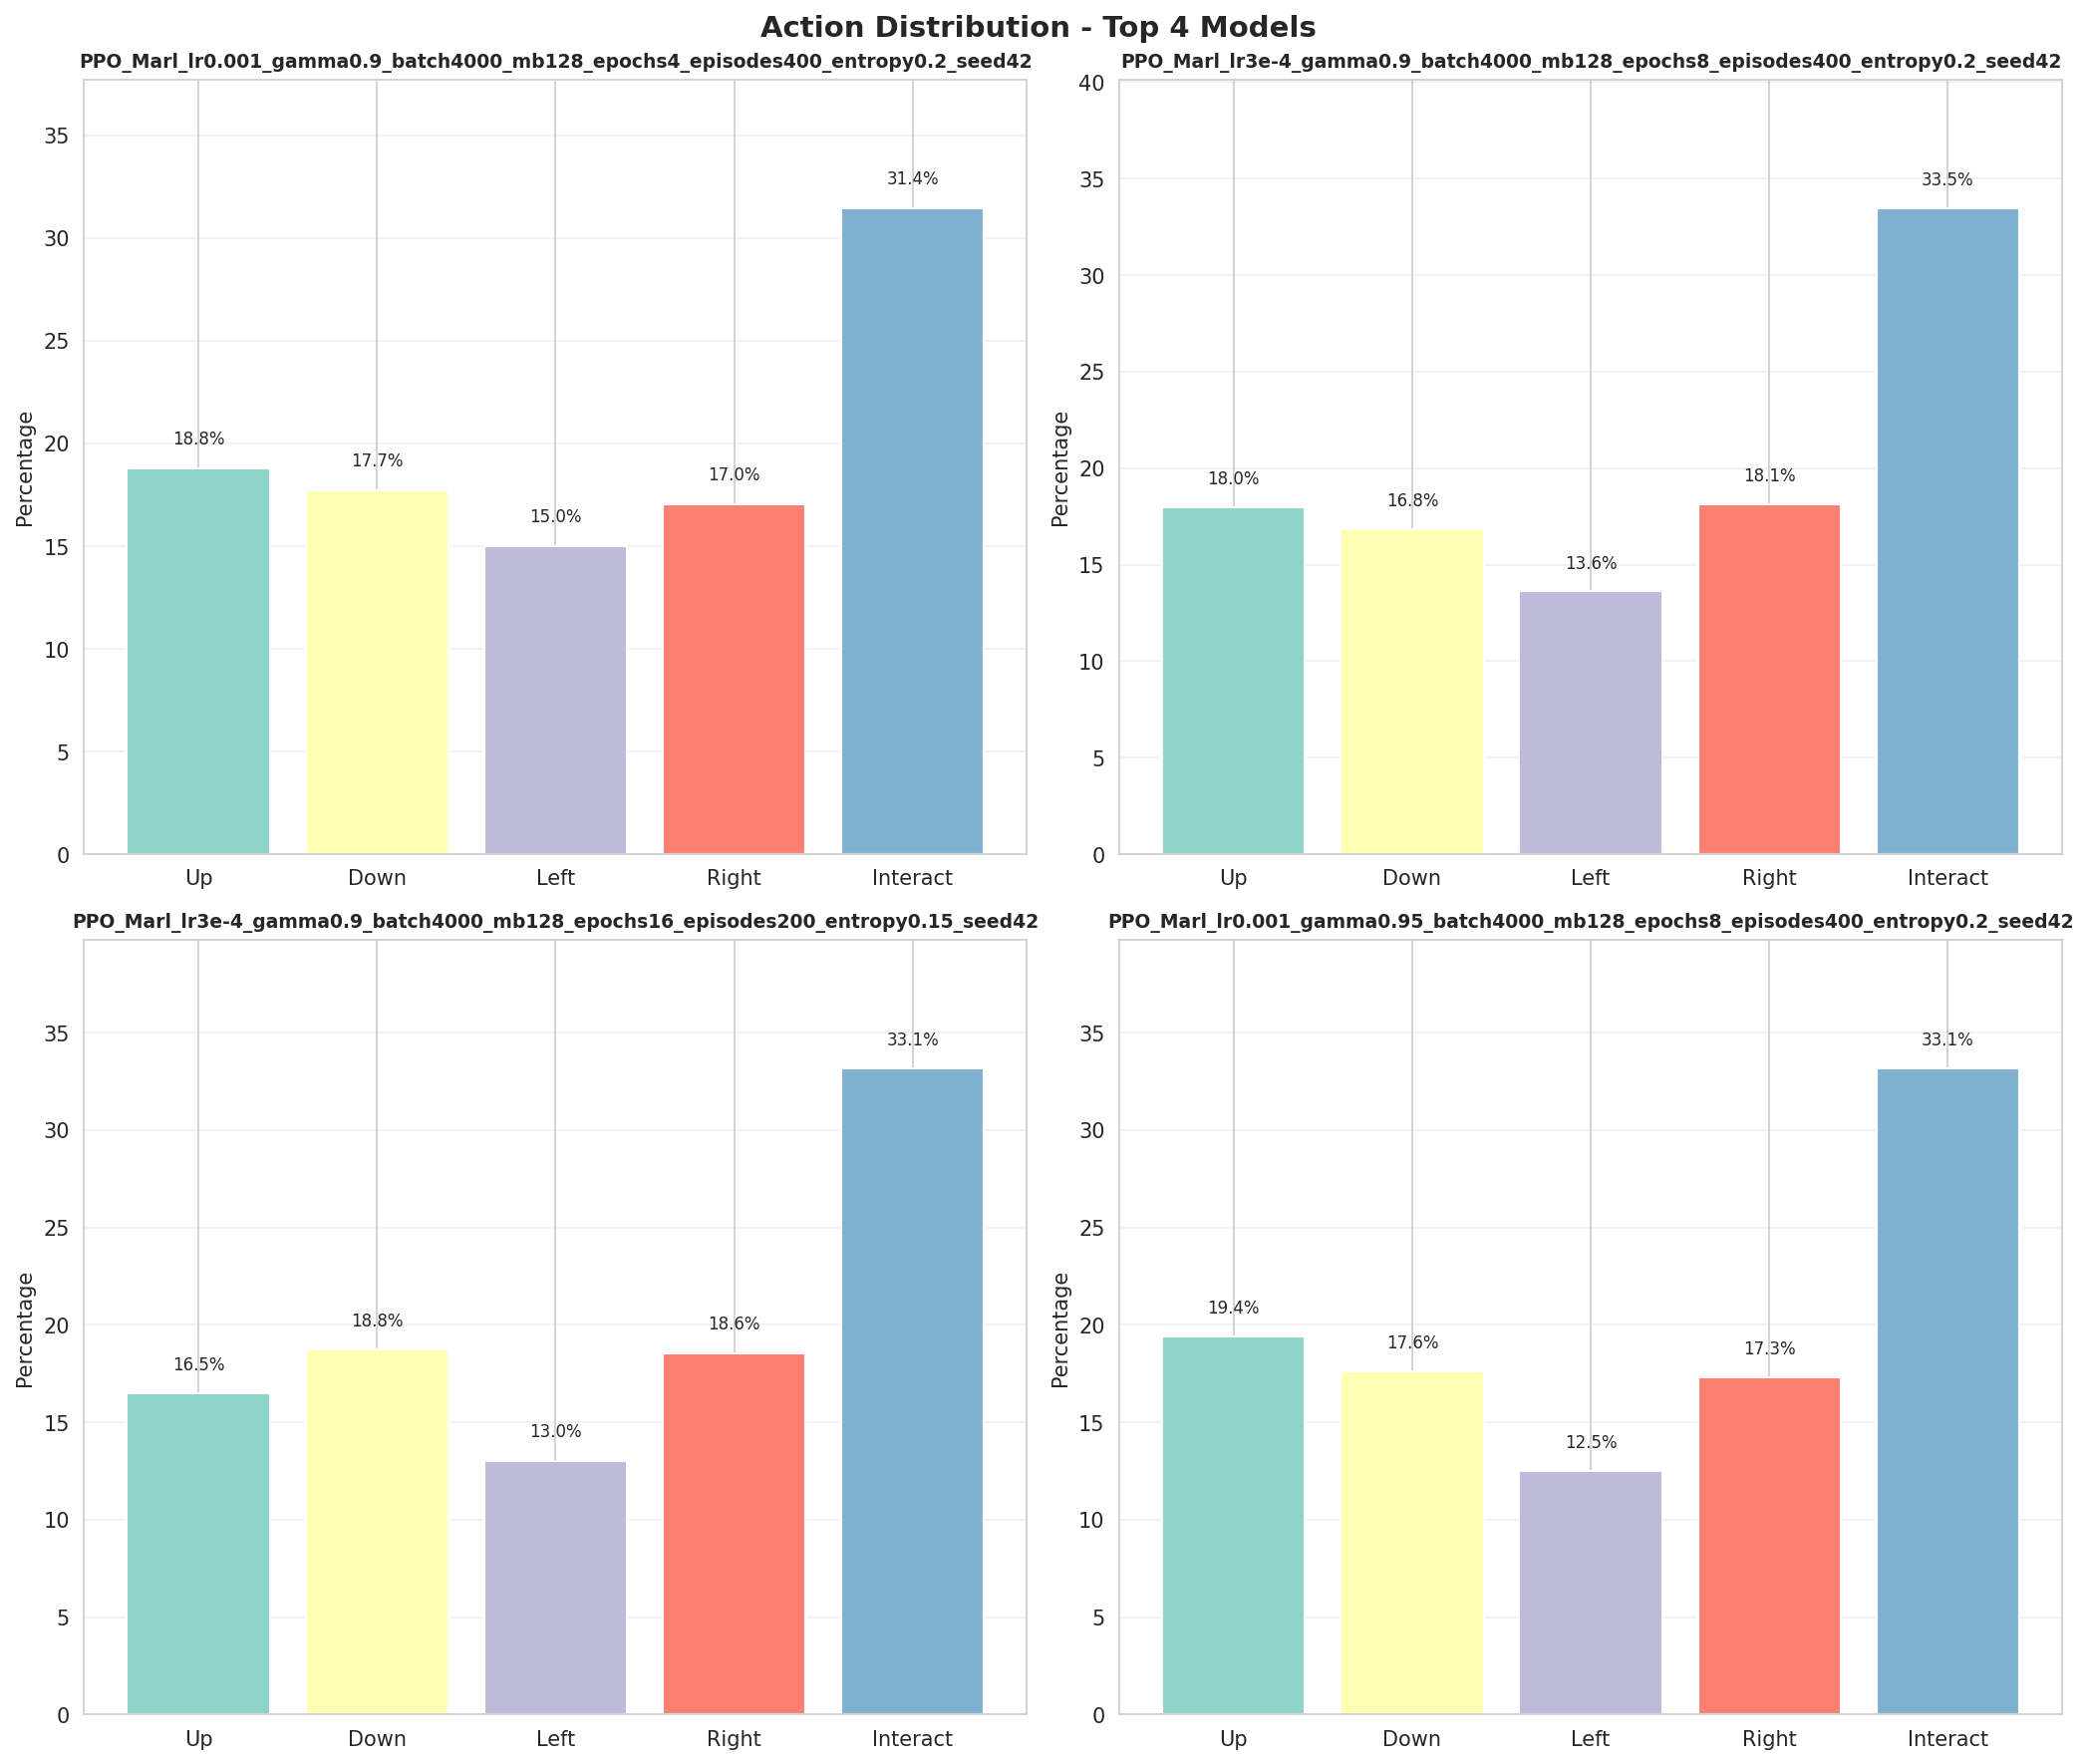 Action Distribution - Top 4 Models
PPO_Marl_lr0.001_gamma0.9_batch4000_mb128_epochs4_episodes400_entropy0.2_seed42
Percentage
35
30
25
20
15
10
5
0
18.8%
17.7%
15.0%
17.0%
31.4%
Up
Down
Left
Right
Interact
PPO_Marl_lr3e-4_gamma0.9_batch4000_mb128_epochs8_episodes400_entropy0.2_seed42
Percentage
40
35
30
25
20
15
10
5
0
18.0%
16.8%
13.6%
18.1%
33.5%
Up
Down
Left
Right
Interact
PPO_Marl_lr3e-4_gamma0.9_batch4000_mb128_epochs16_episodes200_entropy0.15_seed42
Percentage
35
30
25
20
15
10
5
0
16.5%
18.8%
13.0%
18.6%
33.1%
Up
Down
Left
Right
Interact
PPO_Marl_lr0.001_gamma0.95_batch4000_mb128_epochs8_episodes400_entropy0.2_seed42
Percentage
35
30
25
20
15
10
5
0
19.4%
17.6%
12.5%
17.3%
33.1%
Up
Down
Left
Right
Interact